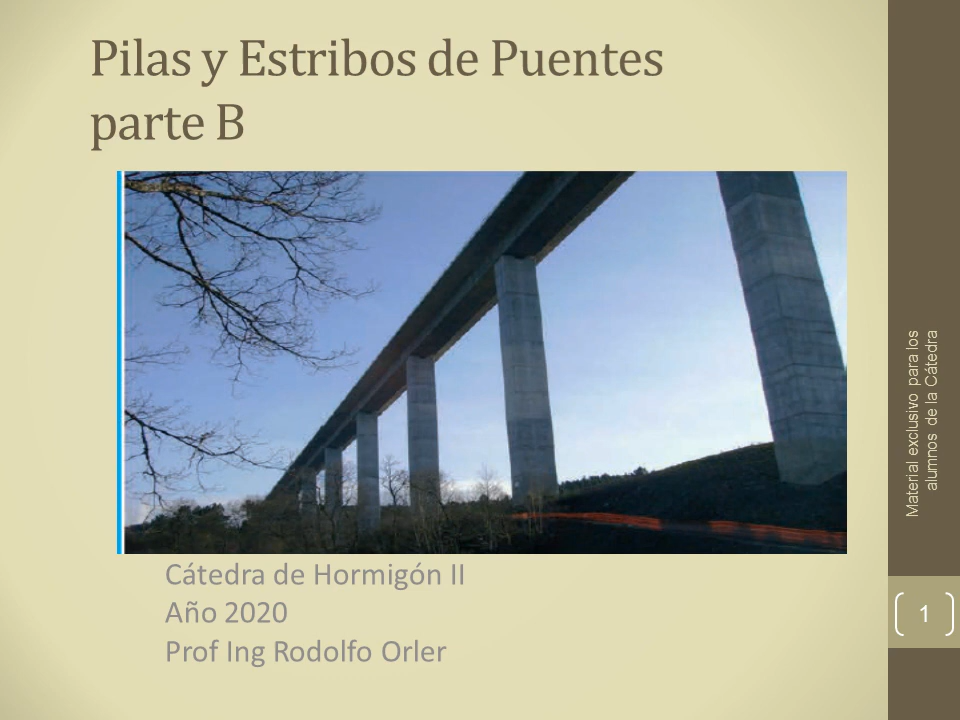 Pilas y Estribos de Puentes
parte B
Cátedra de Hormigón II
Año 2020
Prof Ing Rodolfo Orler
Material exclusivo para los
alumnos de la Cátedra
1